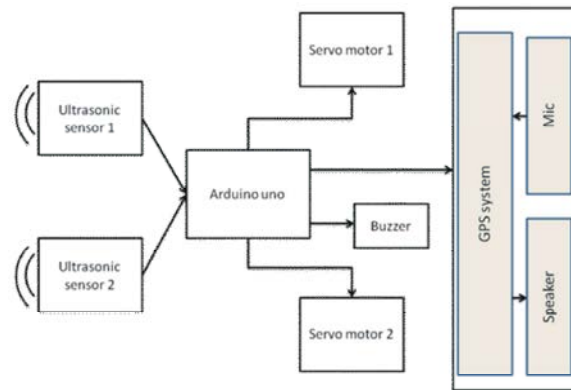 Servo motor 1
Ultrasonic
sensor 1
Mic
Arduino uno
GPS system
Buzzer
Ultrasonic
sensor 2
Speaker
Servo motor 2